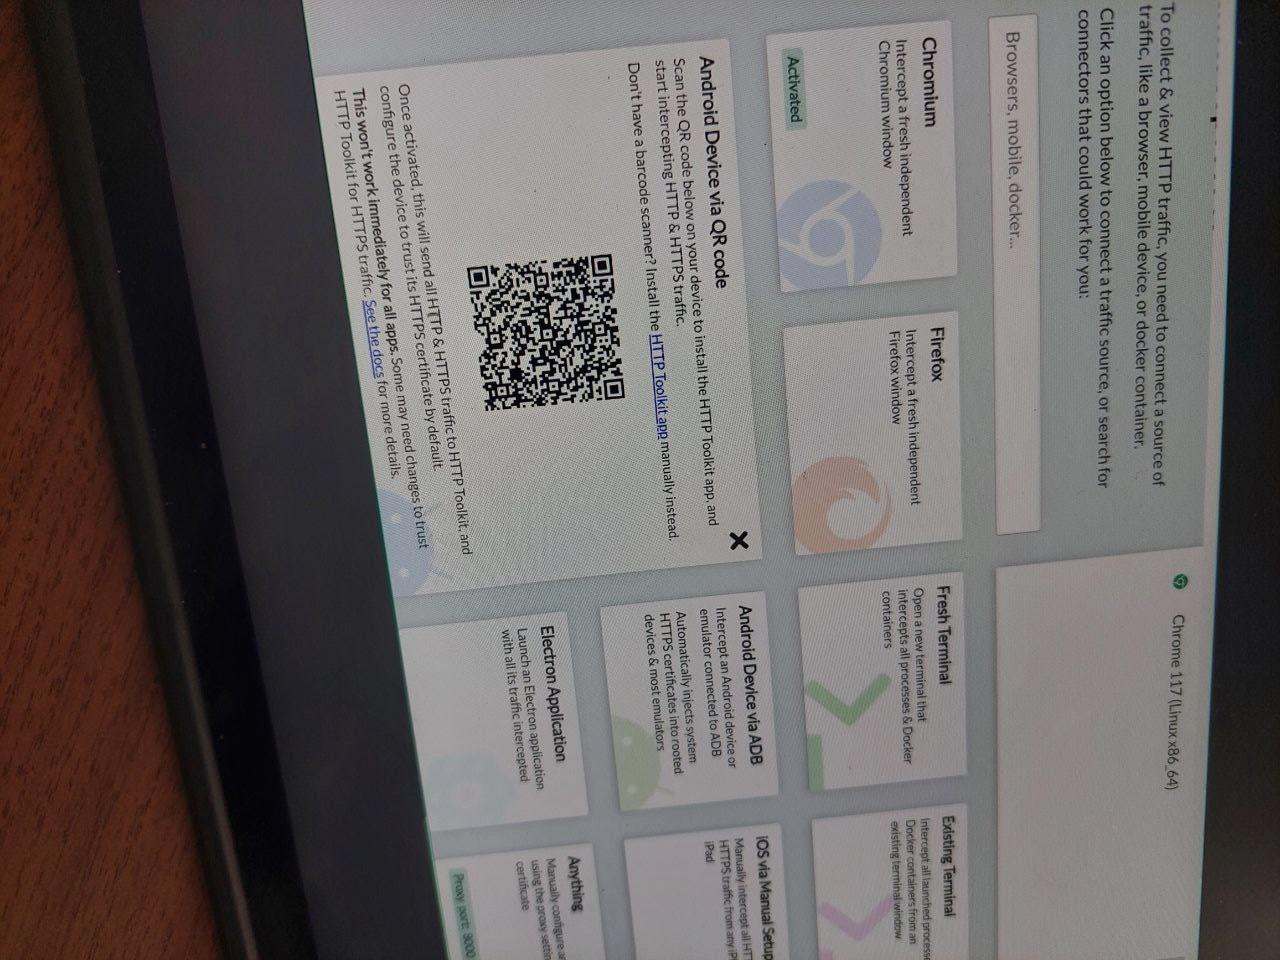 To collect & view HTTP traffic, you need to connect a source of
traffic, like a browser, mobile device, or docker container.
Click an option below to connect a traffic source, or search for
connectors that could work for you:
Browsers, mobile, docker...
Chrome 117 (Linux x86_64)
Chromium
Intercept a fresh independent
Chromium window
Activated
Firefox
Intercept a fresh independent
Firefox window
Fresh Terminal
Open a new terminal that
intercepts all processes & Docker
containers
Existing Terminal
Intercept all launched
Docker containers from an
existing terminal window
Android Device via QR code
Scan the QR code below on your device to install the HTTP Toolkit app, and
start intercepting HTTP & HTTPS traffic.
Don't have a barcode scanner? Install the HTTP Toolkit app manually instead.
Once activated, this will send all HTTP & HTTPS traffic to HTTP Toolkit, and
configure the device to trust its HTTPS certificate by default.
This won't work immediately for all apps. Some may need changes to trust
HTTP Toolkit for HTTPS traffic. See the docs for more details.
Android Device via ADB
Intercept an Android device or
emulator connected to ADB
Automatically injects system
HTTPS certificates into rooted
devices & most emulators
iOS via Manual Setup
Manually intercept all
HTTPS traffic from any
iPad
Electron Application
Launch an Electron application
with all its traffic intercepted
Anything
Manually configure
using the proxy
certificate
Proxy port: 8000